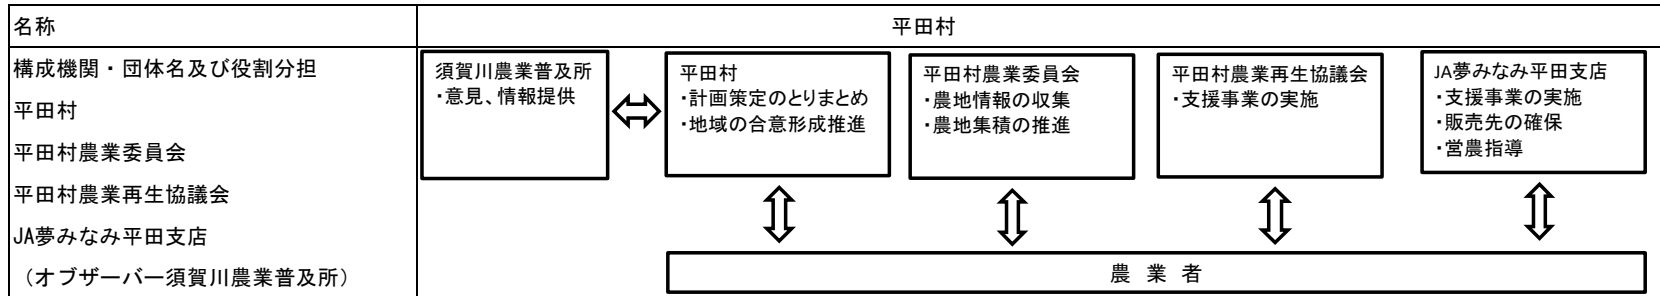 名称
平田村
構成機関・団体名及び役割分担
平田村
平田村農業委員会
平田村農業再生協議会
JA夢みなみ平田支店
（オブザーバー須賀川農業普及所）
須賀川農業普及所
・意見、情報提供
平田村
・計画策定のとりまとめ
・地域の合意形成推進
平田村農業委員会
・農地情報の収集
・農地集積の推進
平田村農業再生協議会
・支援事業の実施
JA夢みなみ平田支店
・支援事業の実施
・販売先の確保
・営農指導
農 業 者